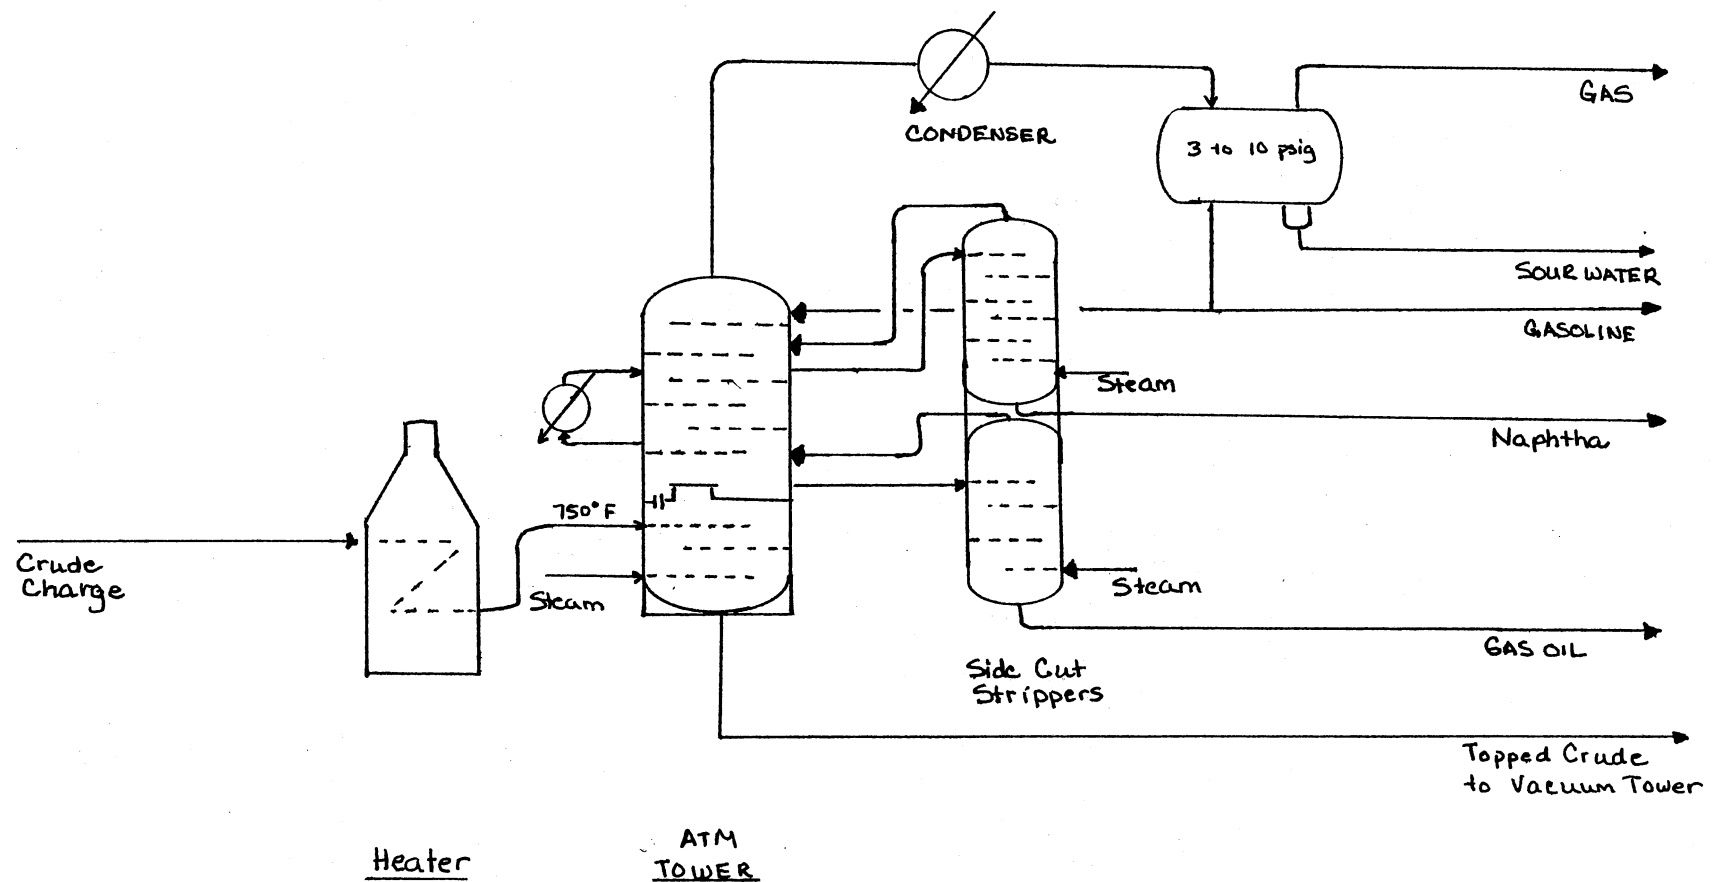 GAS
CONDENSER
3 to 10 psig
SOUR WATER
GASOLINE
Steam
Naphtha
750°F
Crude
Charge
Steam
Steam
GAS OIL
Side Cut
Strippers
Topped Crude
to Vacuum Tower
ATM
TOWER
Heater